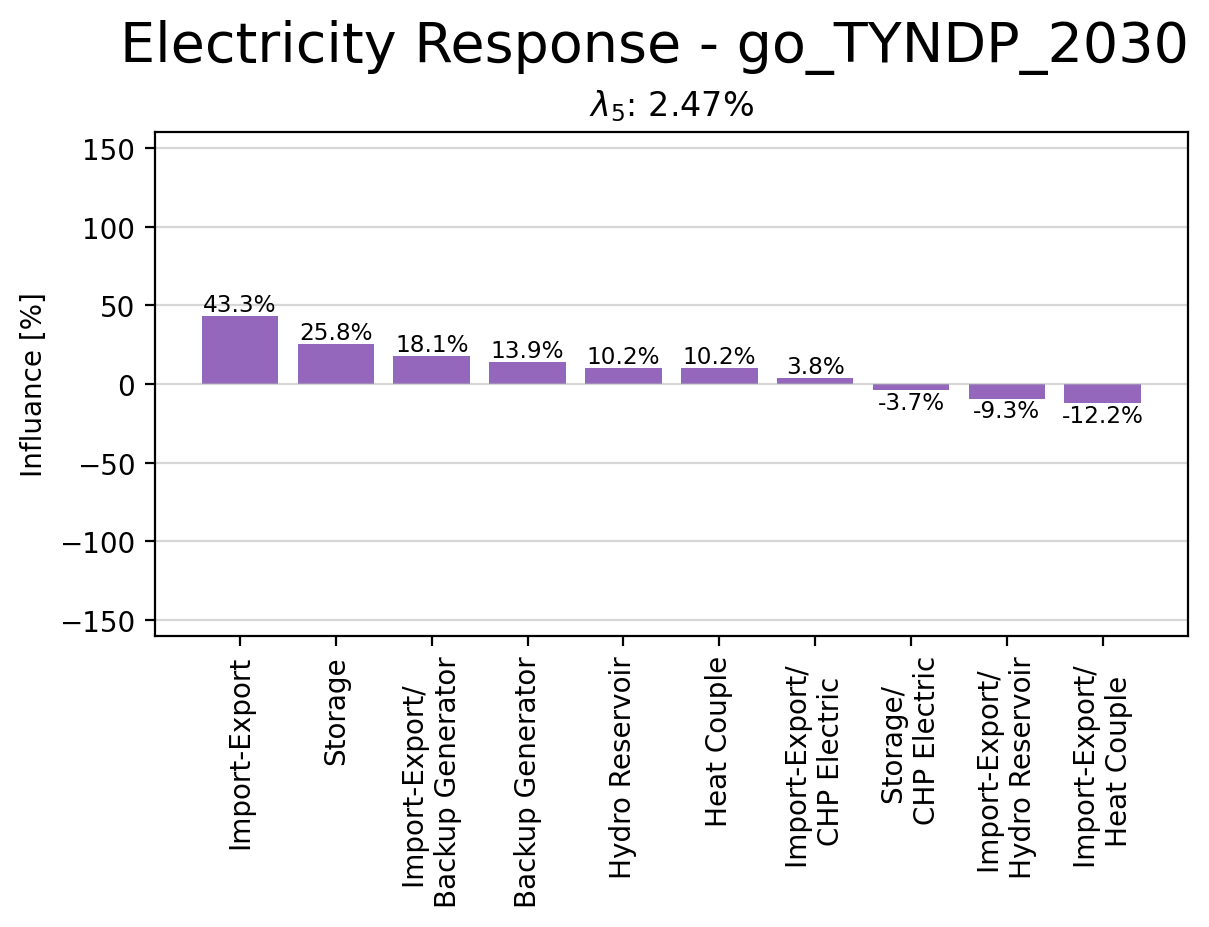 Electricity Response - go_TYNDP_2030
λ5: 2.47%
Influance [%]
150
100
50
0
−50
−100
−150
43.3%
25.8%
18.1%
13.9%
10.2%
10.2%
3.8%
-3.7%
-9.3%
-12.2%
Import-Export
Storage
Import-Export/
Backup Generator
Backup Generator
Hydro Reservoir
Heat Couple
Import-Export/
CHP Electric
Storage/
CHP Electric
Import-Export/
Hydro Reservoir
Import-Export/
Heat Couple